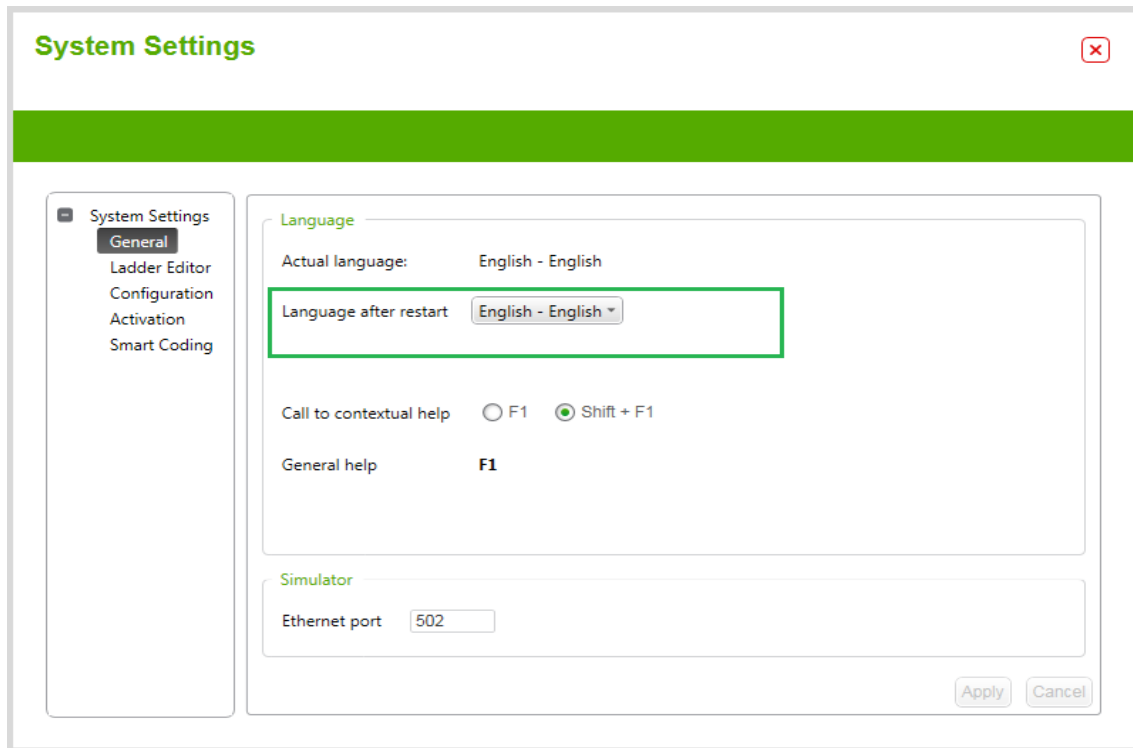 System Settings
System Settings
General
Ladder Editor
Configuration
Activation
Smart Coding
Language
Actual language: English - English
Language after restart English - English
Call to contextual help F1 Shift + F1
General help F1
Simulator
Ethernet port 502
Apply Cancel